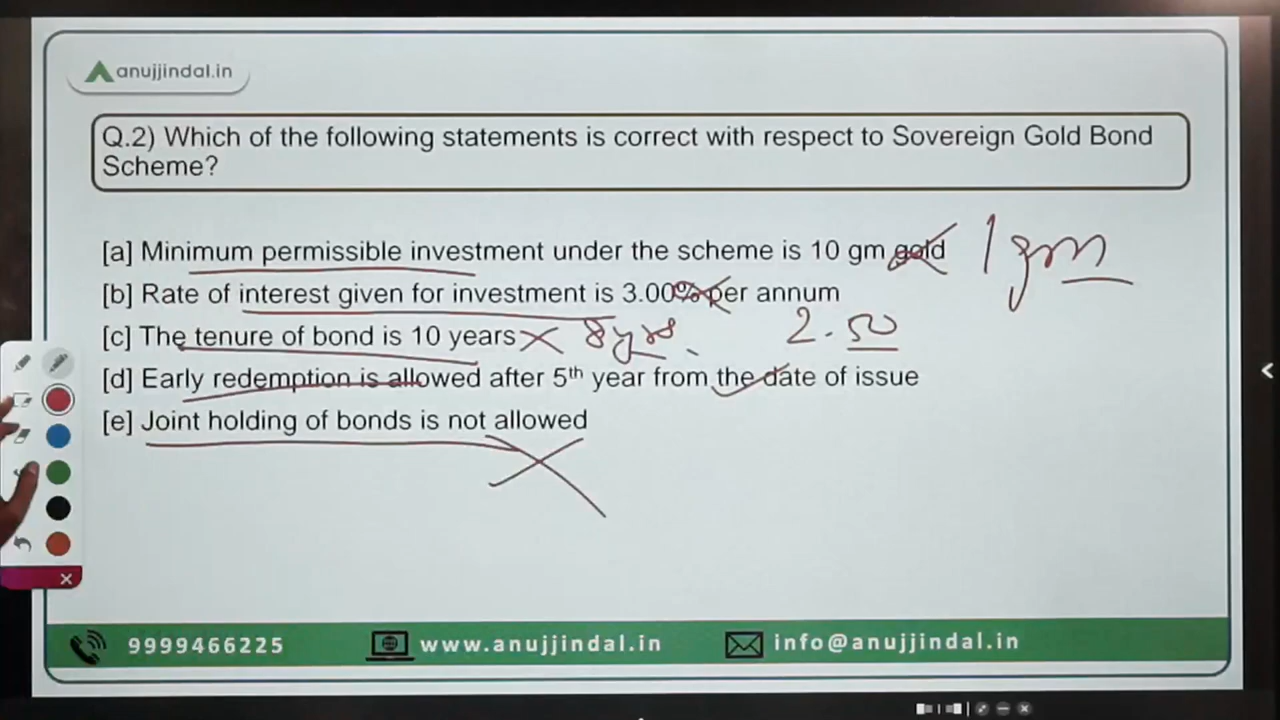 anujjindal.in
Q.2) Which of the following statements is correct with respect to Sovereign Gold Bond
Scheme?
[a] Minimum permissible investment under the scheme is 10 gm gold 1 gm
[b] Rate of interest given for investment is 3.00% per annum
[c] The tenure of bond is 10 years 8 yrs 2.50
[d] Early redemption is allowed after 5th year from the date of issue
[e] Joint holding of bonds is not allowed
9999466225 www.anujjindal.in info@anujjindal.in